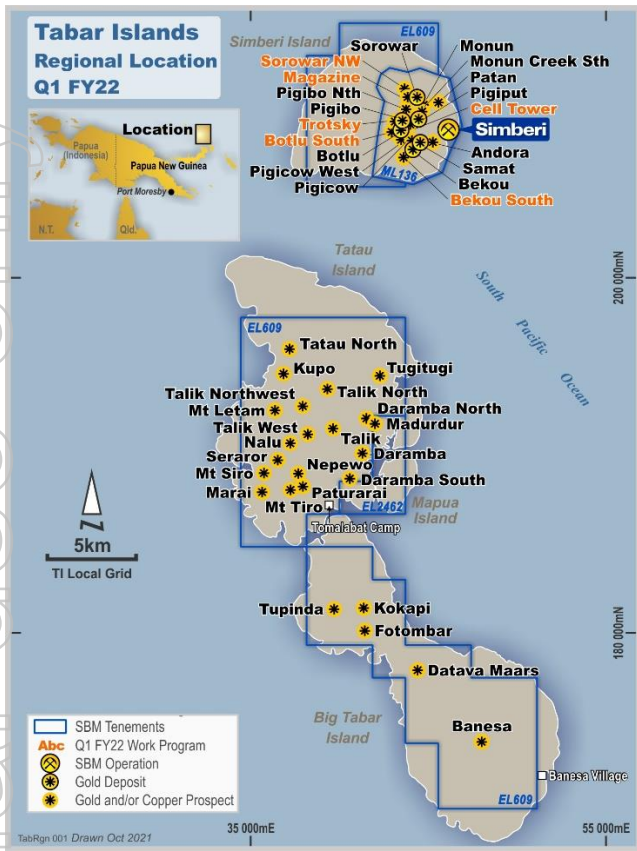 Tabar Islands
Regional Location
Q1 FY22
EL609
Simberi Island
Sorowar
Sorowar NW
Magazine
Pigibo Nth
Pigibo
Trotsky
Botlu South
Botlu
Pigicow West
Pigicow
Monun
Monun Creek Sth
Patan
Pigiput
Cell Tower
Simberi
Andora
Samat
Bekou
Bekou South
ML136
Location
Papua
(Indonesia)
Papua New Guinea
Port Moresby
N.T.
Qld.
Tatau
Island
South
Pacific
Ocean
200 000mN
EL609
Tatau North
Kupo
Tugitugi
Talik North
Talik Northwest
Mt Letam
Daramba North
Madurdur
Talik West
Talik
Nalu
Daramba
Seraror
Nepewo
Mt Siro
Daramba South
Marai
Paturarai
Mt Tiro
EL2462
Mapua
Island
Tomalabat Camp
N
5km
TI Local Grid
Tupinda
Kokapi
Fotombar
180 000mN
Datava Maars
Big Tabar
Island
Banesa
Banesa Village
EL609
SBM Tenements
Abc Q1 FY22 Work Program
SBM Operation
Gold Deposit
Gold and/or Copper Prospect
TabRgn 001 Drawn Oct 2021
35 000mE
55 000mE